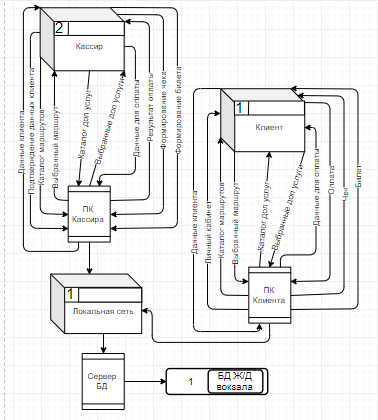 2
Кассир
Данные клиента
Подтверждение данных клиента
Каталог маршрутов
Выбранный маршрут
Каталог доп услуг
Выбранные доп услуги
Данные для оплаты
Результат оплаты
Формирование чека
Формирование билета
ПК
Кассира
1
Клиент
Данные клиента
Личный кабинет
Каталог маршрутов
Выбранный маршрут
Каталог доп услуг
Выбранные доп услуги
Данные для оплаты
Оплата
Чек
Билет
ПК
Клиента
1
Локальная сеть
Сервер
БД
1
БД Ж/Д
вокзала